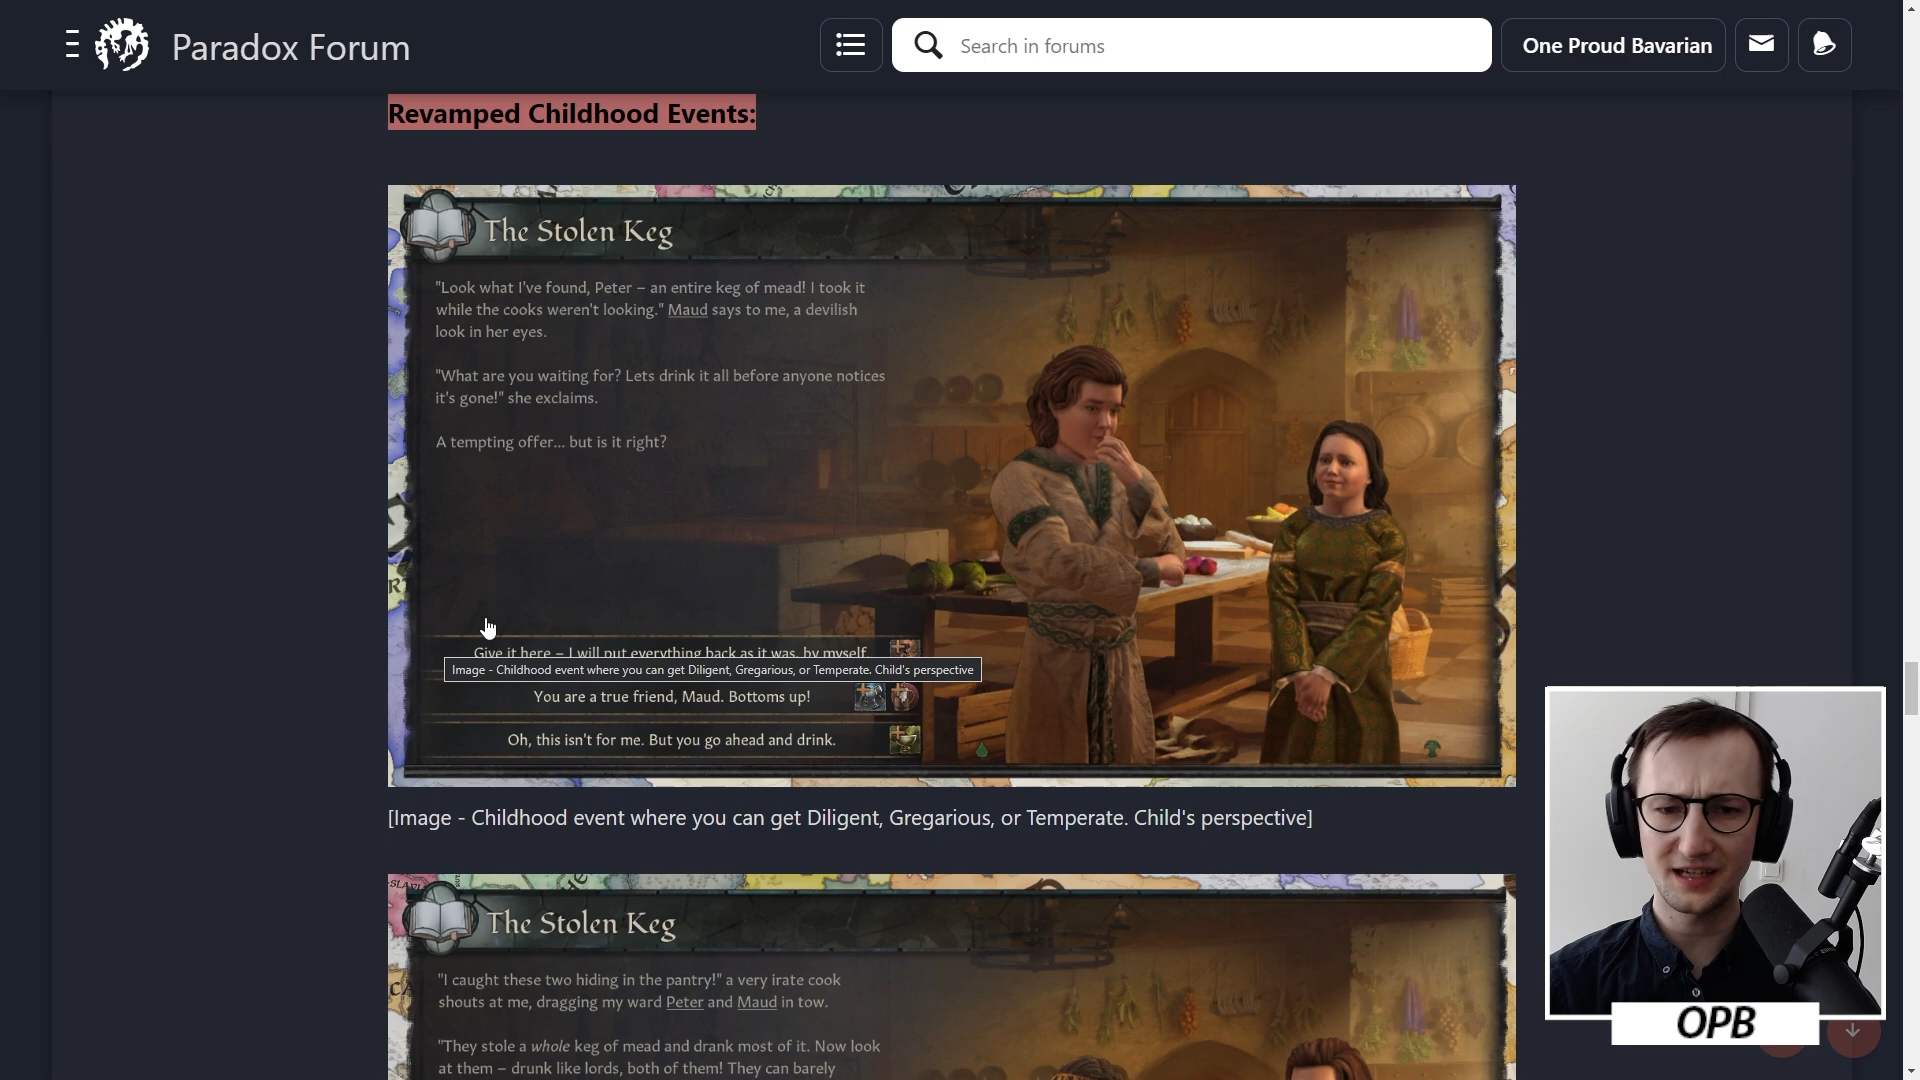 Paradox Forum
Search in forums
One Proud Bavarian
Revamped Childhood Events:
The Stolen Keg
"Look what I've found, Peter – an entire keg of mead! I took it
while the cooks weren't looking." Maud says to me, a devilish
look in her eyes.
"What are you waiting for? Lets drink it all before anyone notices
it's gone!" she exclaims.
A tempting offer... but is it right?
Give it here – I will put everything back as it was, by myself.
Image - Childhood event where you can get Diligent, Gregarious, or Temperate. Child's perspective
You are a true friend, Maud. Bottoms up!
Oh, this isn't for me. But you go ahead and drink.
[Image - Childhood event where you can get Diligent, Gregarious, or Temperate. Child's perspective]
The Stolen Keg
"I caught these two hiding in the pantry!" a very irate cook
shouts at me, dragging my ward Peter and Maud in tow.
"They stole a whole keg of mead and drank most of it. Now look
at them – drunk like lords, both of them! They can barely
OPB